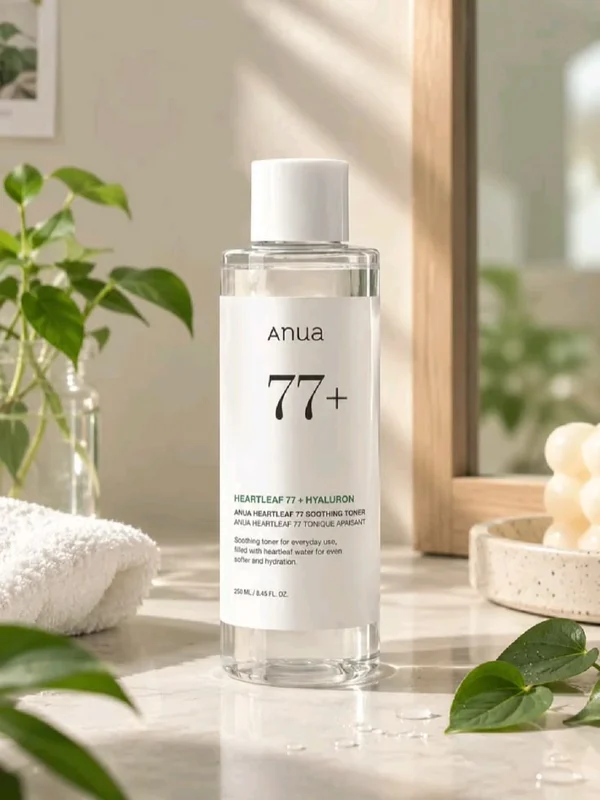 Anua
77+
HEARTLEAF 77 + HYALURON
ANUA HEARTLEAF 77 SOOTHING TONER
ANUA HEARTLEAF 77 TONIQUE APAISANT
Soothing toner for everyday use,
filled with heartleaf water for even
softer and hydration.
250 ML / 8.45 FL. OZ.